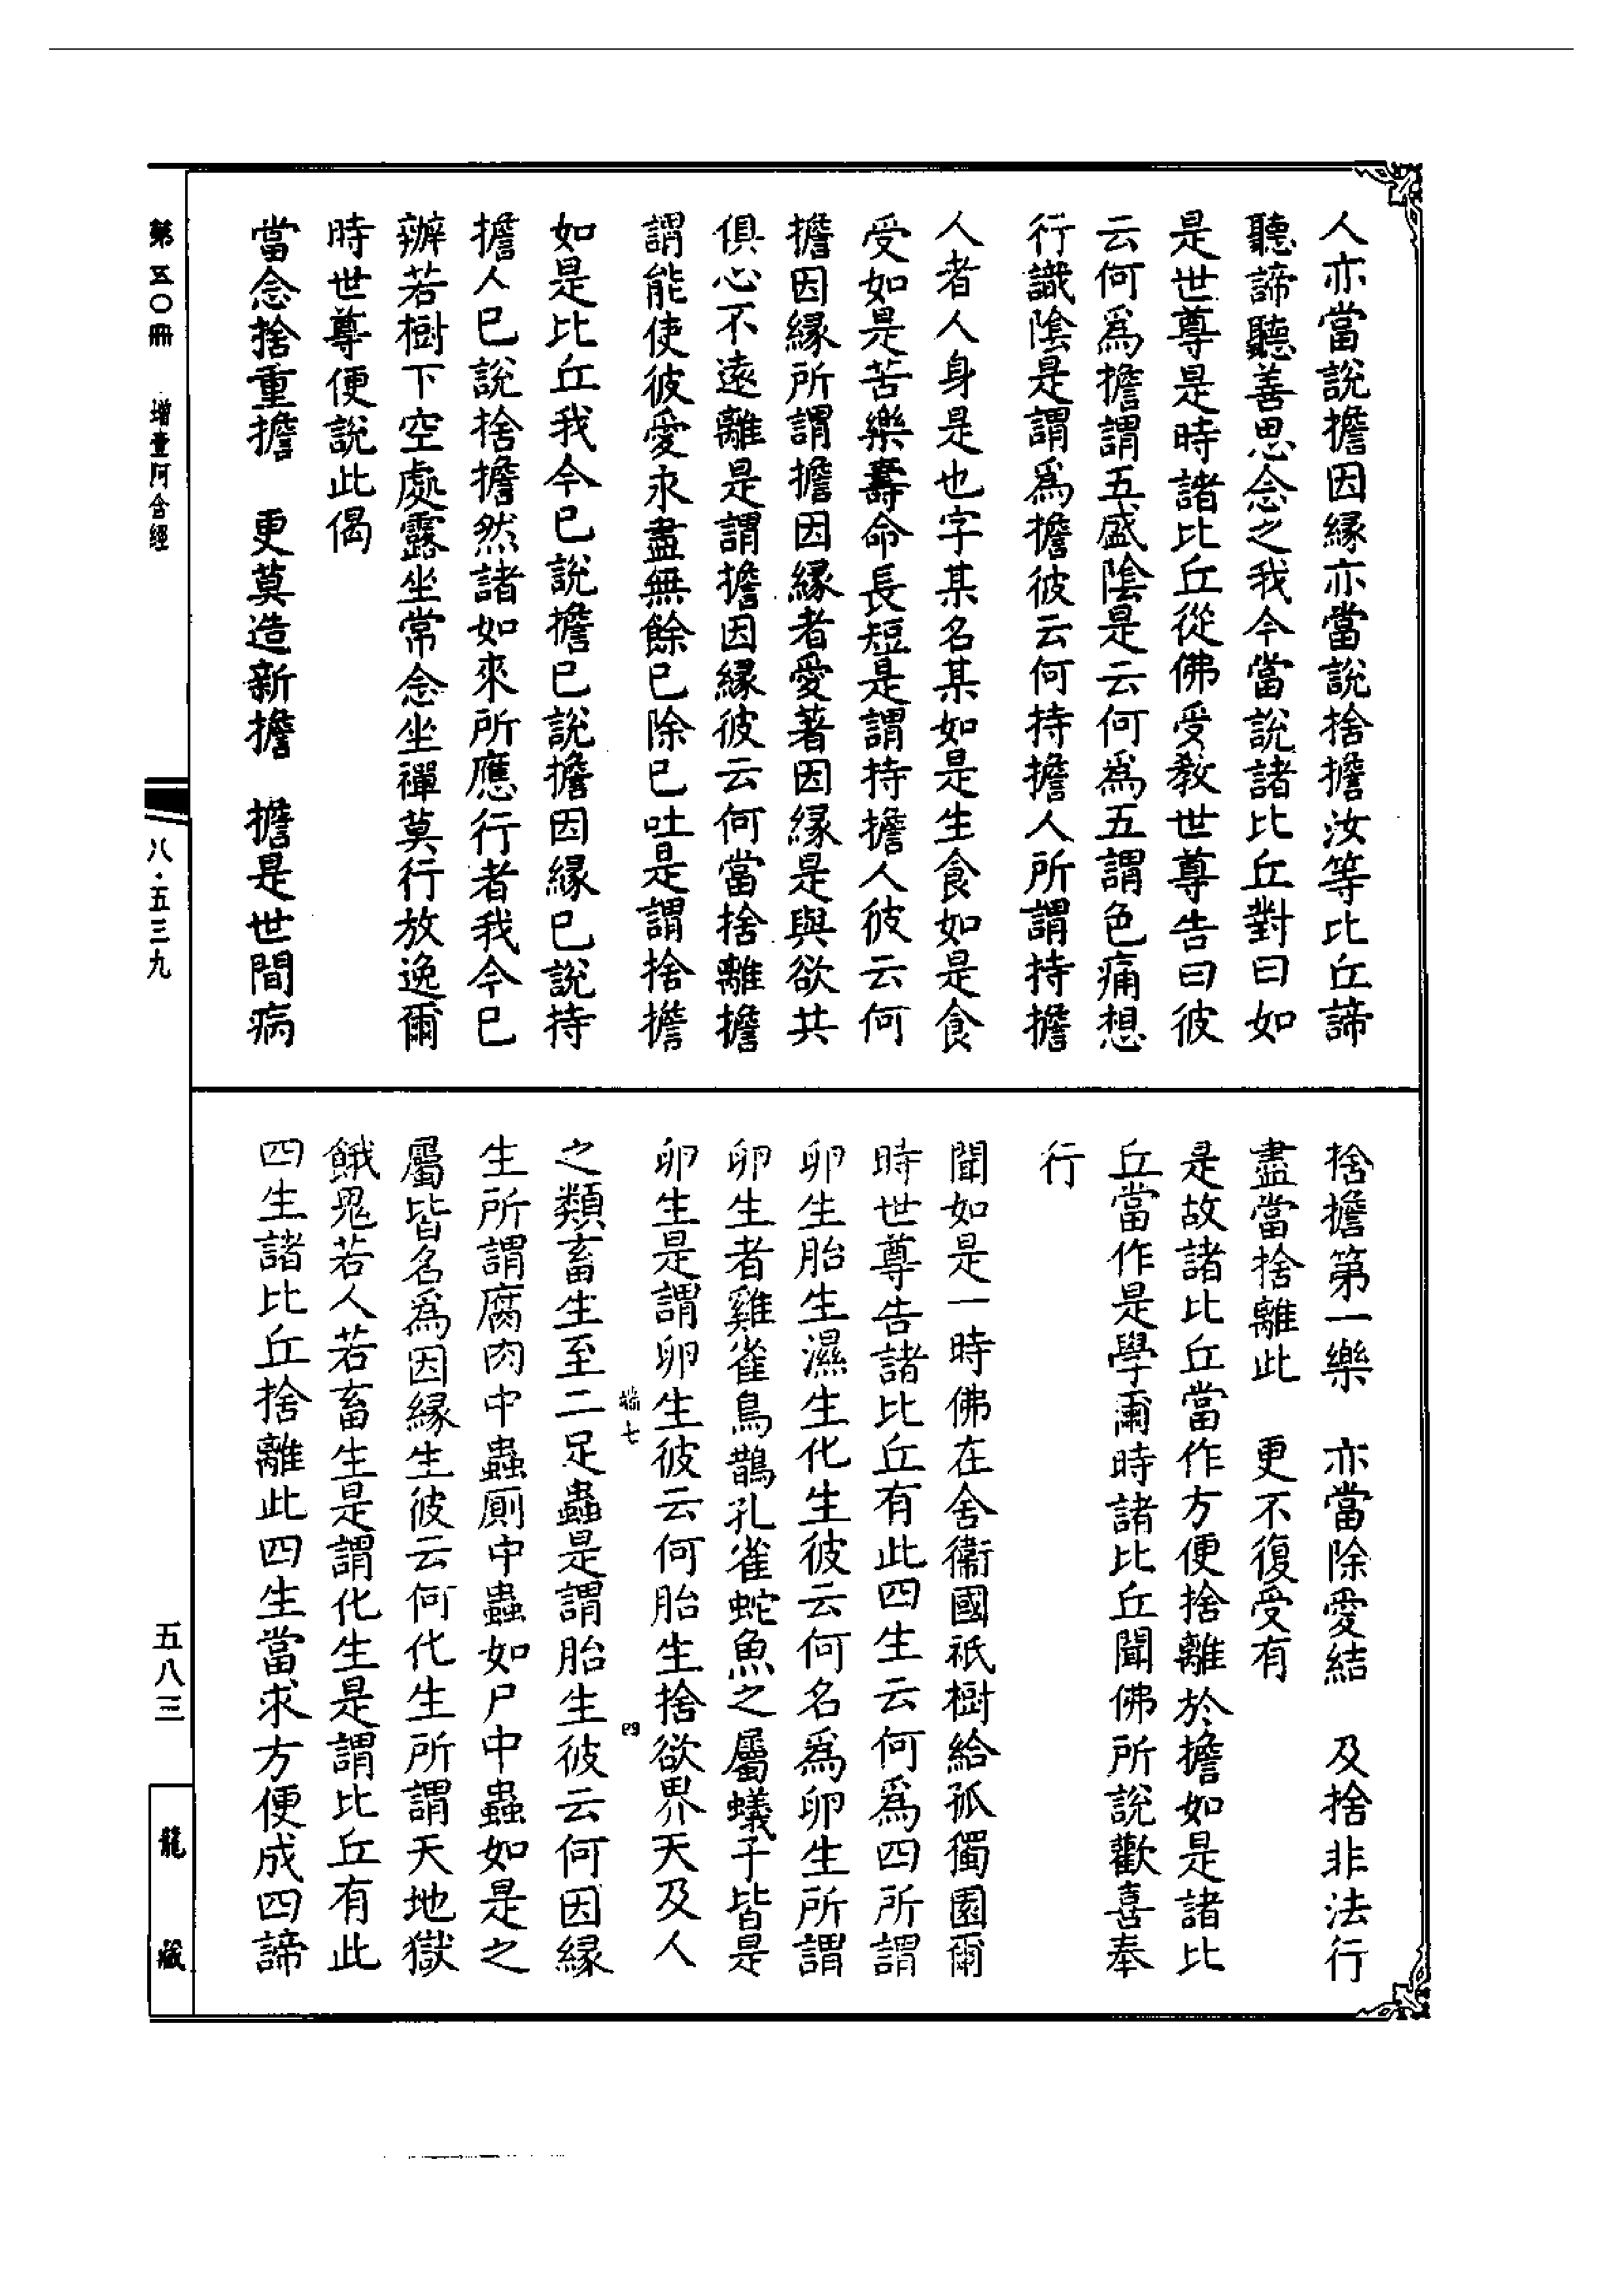 人亦當說擔因緣亦當說捨擔汝等比丘諦
聽諦聽善思念之我今當說諸比丘對曰如
是世尊是時諸比丘從佛受教世尊告曰彼
云何爲擔謂五盛陰是云何爲五謂色痛想
行識陰是謂爲擔彼云何持擔人所謂持擔
人者人身是也字某名某如是生食如是食
受如是苦樂壽命長短是謂持擔人彼云何
擔因緣所謂擔因緣者愛著因緣是與欲共
俱心不遠離是謂擔因緣彼云何當捨離擔
謂能使彼愛永盡無餘已除已吐是謂捨擔
如是比丘我今已說擔已說擔因緣已說持
擔人已說捨擔然諸如來所應行者我今已
辦若樹下空處露坐常念坐禪莫行放逸爾
時世尊便說此偈
當念捨重擔　更莫造新擔　擔是世間病
捨擔第一樂　亦當除愛結　及捨非法行
盡當捨離此　更不復受有
是故諸比丘當作方便捨離於擔如是諸比
丘當作是學爾時諸比丘聞佛所說歡喜奉
行
聞如是一時佛在舍衞國祇樹給孤獨園爾
時世尊告諸比丘有此四生云何爲四所謂
卵生胎生濕生化生彼云何名爲卵生所謂
卵生者雞雀烏鵲孔雀蛇魚之屬蟻子皆是
卵生是謂卵生彼云何胎生捨欲界天及人
端七　四
之類畜生至二足蟲是謂胎生彼云何因緣
生所謂腐肉中蟲厠中蟲如尸中蟲如是之
屬皆名爲因緣生彼云何化生所謂天地獄
餓鬼若人若畜生是謂化生是謂比丘有此
四生諸比丘捨離此四生當求方便成四諦
第五〇冊　增壹阿含經
八·五三九
五八三
龍藏